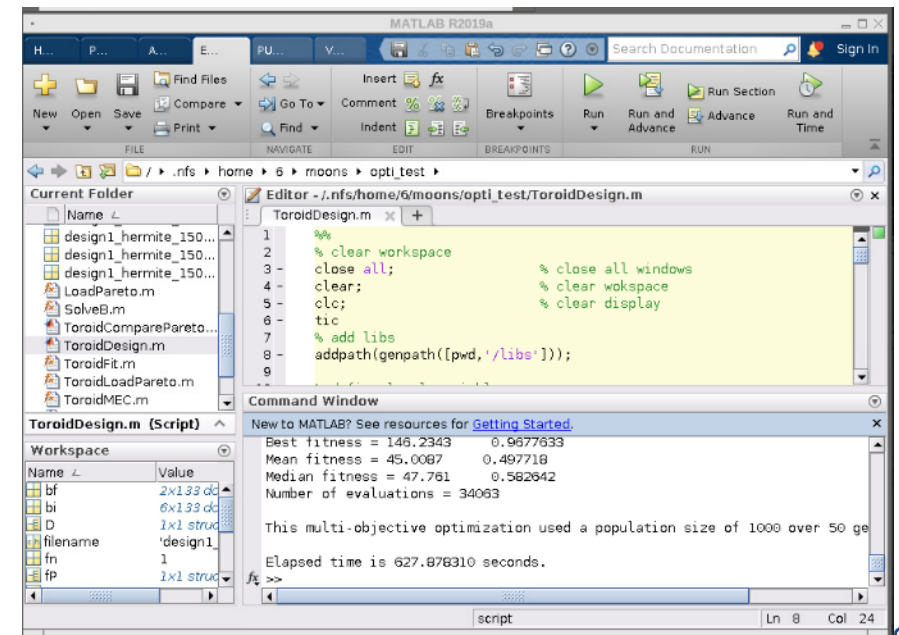 MATLAB R2019a
H... P... A... E... PU... V... Search Documentation Sign In
New Open Save Find Files Compare Print
FILE
Go To Find
NAVIGATE
Insert fx
Comment
Indent
EDIT
Breakpoints
BREAKPOINTS
Run Run and Advance Run Section Advance Run and Time
RUN
/ .nfs home 6 moons opti_test
Current Folder
Name
design1_hermite_150...
design1_hermite_150...
design1_hermite_150...
LoadPareto.m
SolveB.m
ToroidComparePareto...
ToroidDesign.m
ToroidFit.m
ToroidLoadPareto.m
ToroidMEC.m
ToroidDesign.m (Script)
Workspace
Name Value
bf 2x133 do
bi 6x133 do
D 1x1 struc
filename 'design1_
fn 1
fP 1x1 struc
Editor - /.nfs/home/6/moons/opti_test/ToroidDesign.m
ToroidDesign.m +
1 %%
2 % clear workspace
3 - close all; % close all windows
4 - clear; % clear wokspace
5 - clc; % clear display
6 - tic
7 % add libs
8 - addpath(genpath([pwd,'/libs']));
9
Command Window
New to MATLAB? See resources for Getting Started.
Best fitness = 146.2343 0.9677633
Mean fitness = 45.0087 0.497718
Median fitness = 47.761 0.582642
Number of evaluations = 34063
This multi-objective optimization used a population size of 1000 over 50 ge
Elapsed time is 627.878310 seconds.
fx >>
script Ln 8 Col 24